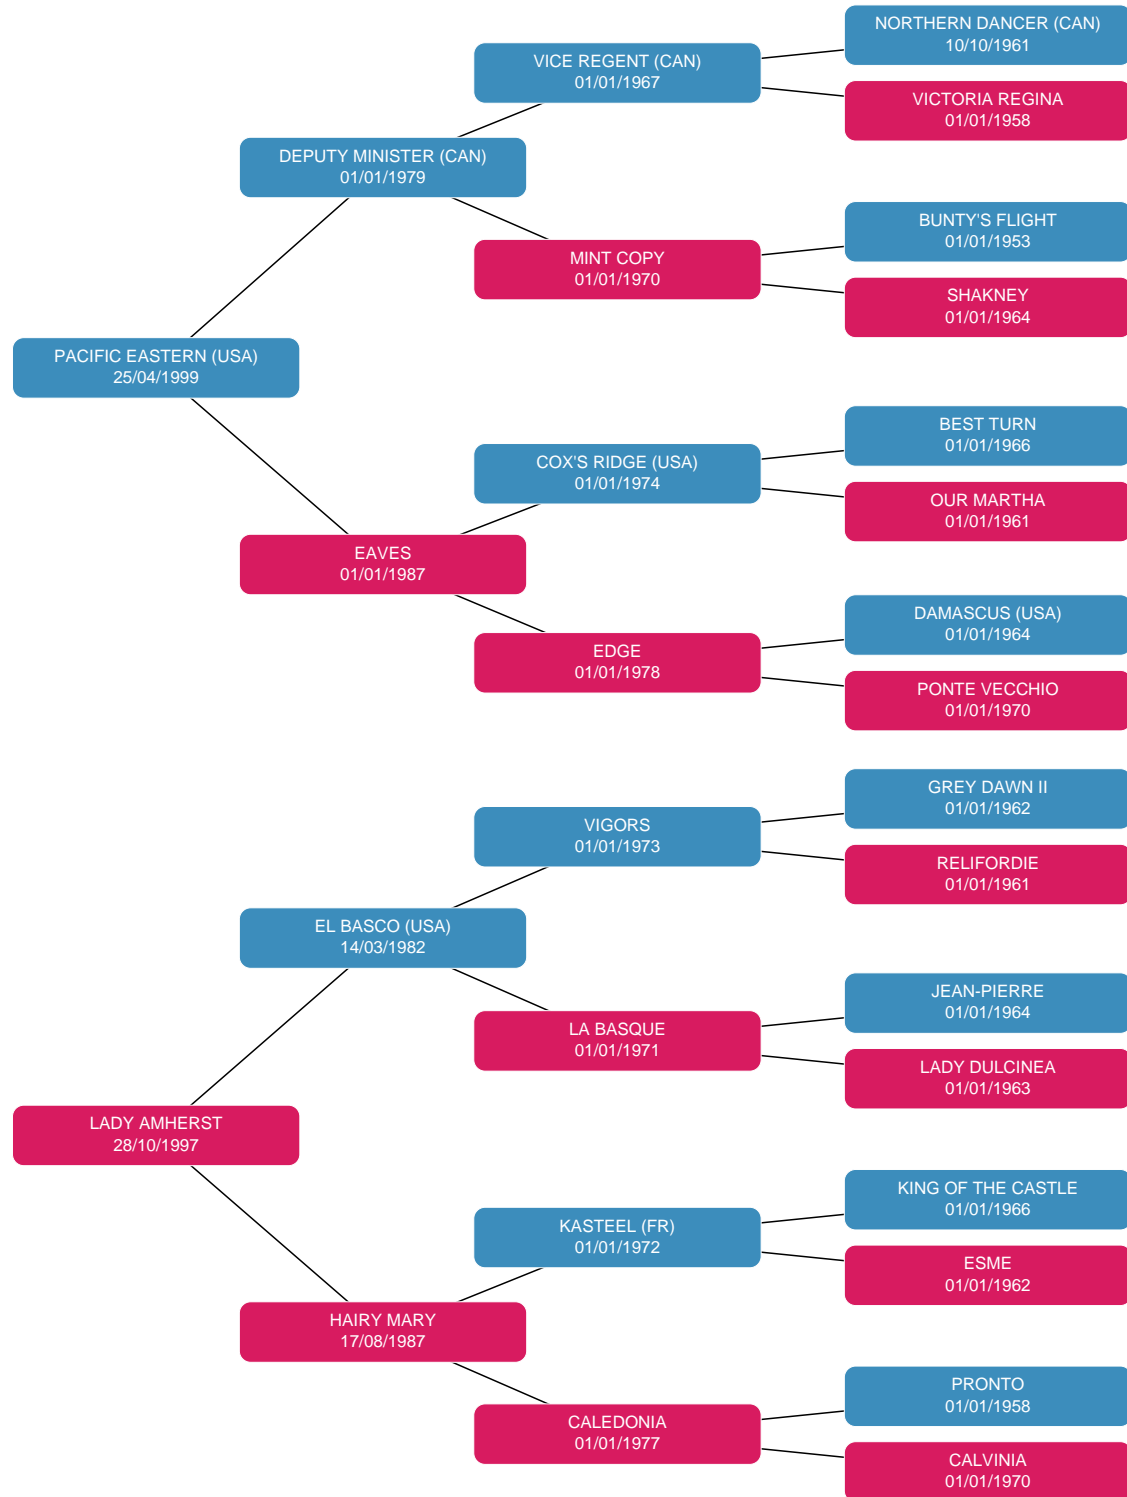 NORTHERN DANCER (CAN)
10/10/1961
VICE REGENT (CAN)
01/01/1967
VICTORIA REGINA
01/01/1958
DEPUTY MINISTER (CAN)
01/01/1979
BUNTY'S FLIGHT
01/01/1953
MINT COPY
01/01/1970
SHAKNEY
01/01/1964
PACIFIC EASTERN (USA)
25/04/1999
BEST TURN
01/01/1966
COX'S RIDGE (USA)
01/01/1974
OUR MARTHA
01/01/1961
EAVES
01/01/1987
DAMASCUS (USA)
01/01/1964
EDGE
01/01/1978
PONTE VECCHIO
01/01/1970
GREY DAWN II
01/01/1962
VIGORS
01/01/1973
RELIFORDIE
01/01/1961
EL BASCO (USA)
14/03/1982
JEAN-PIERRE
01/01/1964
LA BASQUE
01/01/1971
LADY DULCINEA
01/01/1963
LADY AMHERST
28/10/1997
KING OF THE CASTLE
01/01/1966
KASTEEL (FR)
01/01/1972
ESME
01/01/1962
HAIRY MARY
17/08/1987
PRONTO
01/01/1958
CALEDONIA
01/01/1977
CALVINIA
01/01/1970